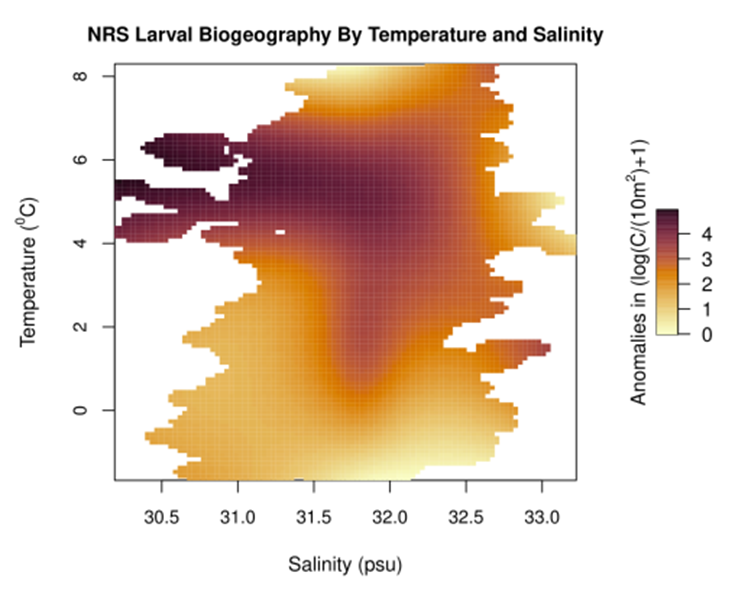 NRS Larval Biogeography By Temperature and Salinity
8
6
4
2
0
Temperature (⁰C)
30.5 31.0 31.5 32.0 32.5 33.0
Salinity (psu)
Anomalies in (log(C/(10m²)+1)
4
3
2
1
0